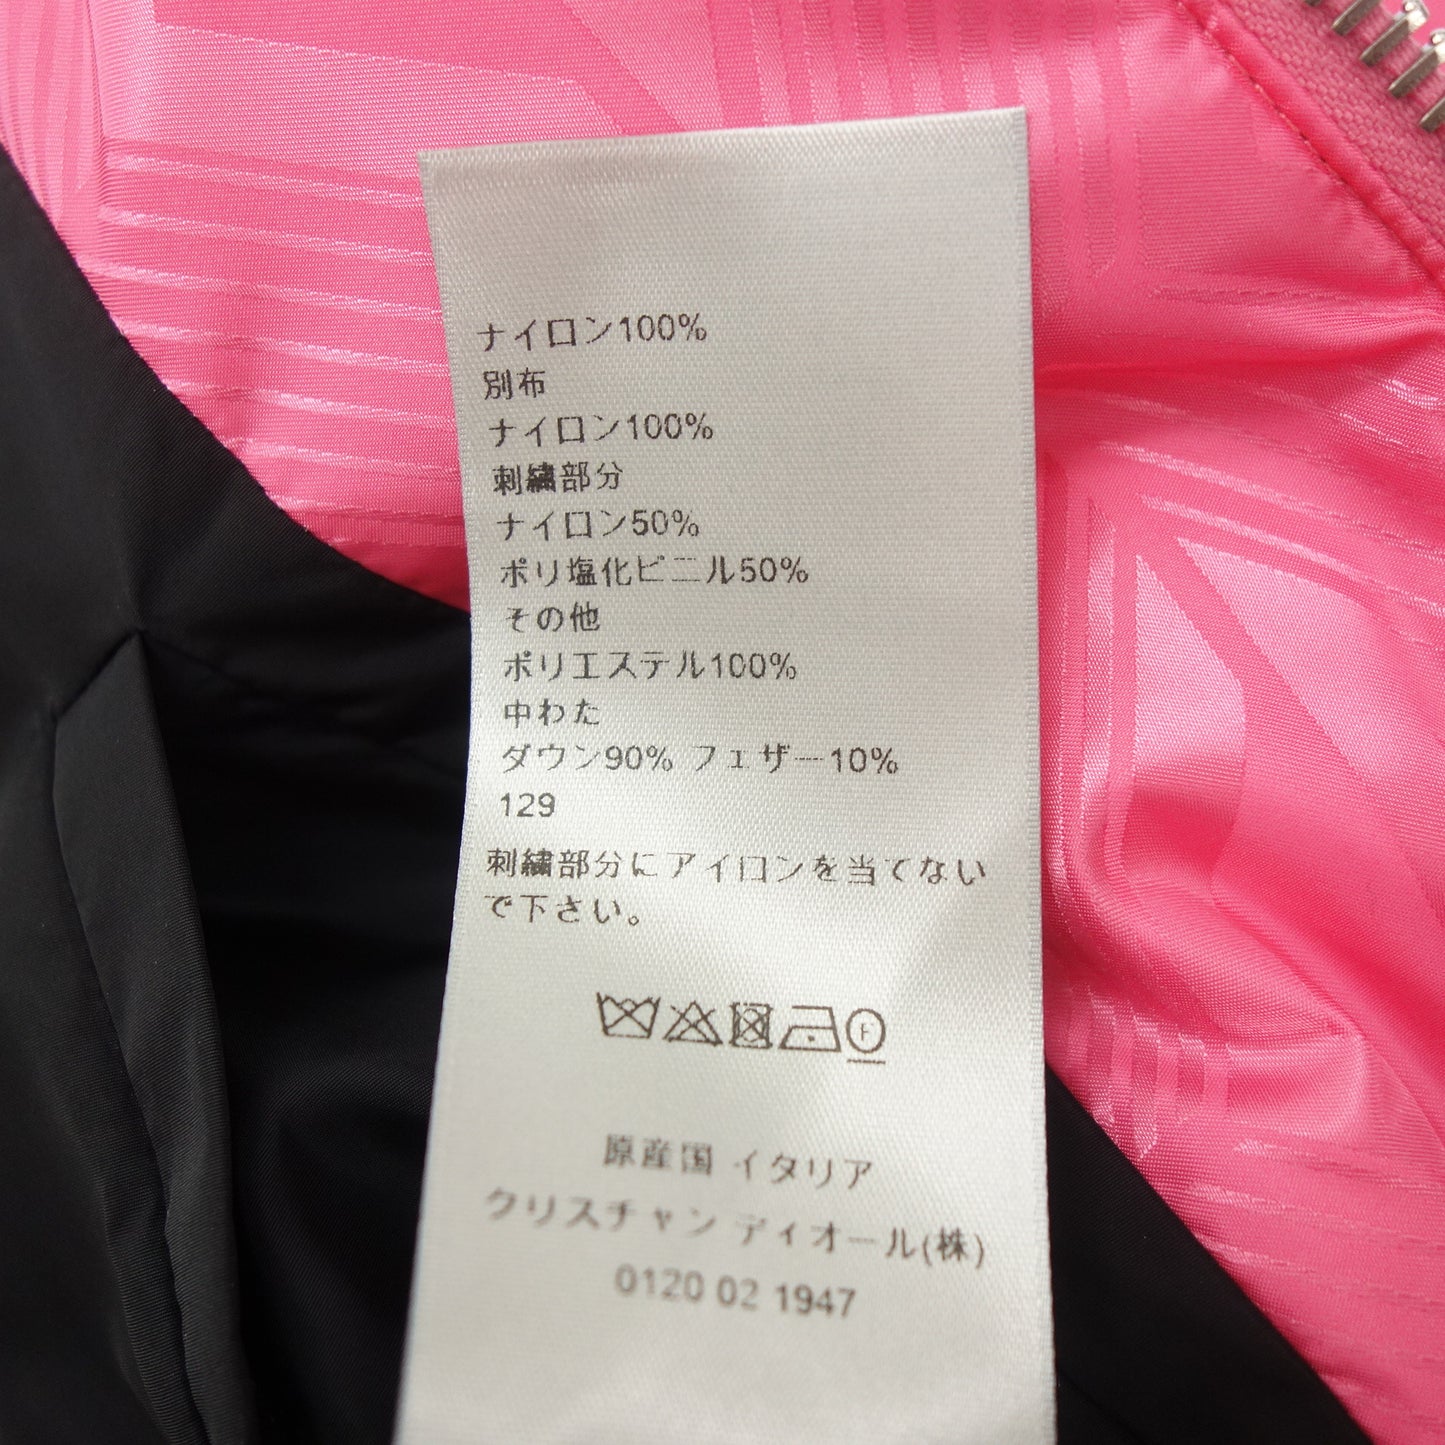 ナイロン100%
別布
ナイロン100%
刺繍部分
ナイロン50%
ポリ塩化ビニル50%
その他
ポリエステル100%
中わた
ダウン90% フェザー10%
129
刺繍部分にアイロンを当てない
で下さい。
F
原産国 イタリア
クリスチャン ディオール(株)
0120 02 1947